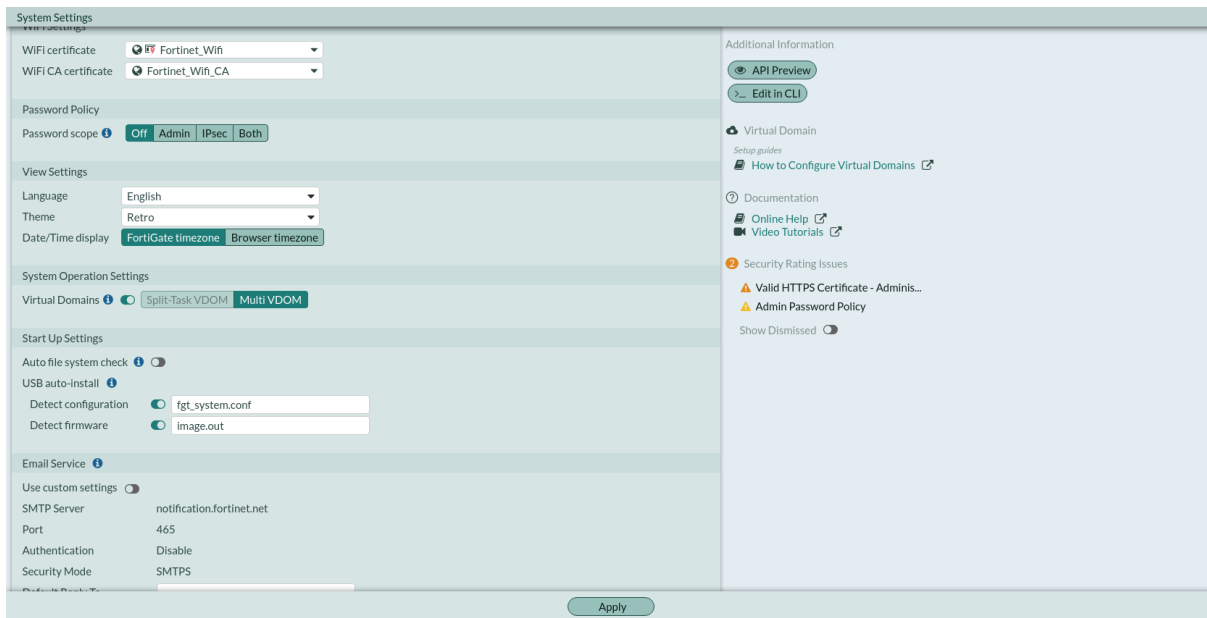 System Settings
WiFi Settings
WiFi certificate Fortinet_Wifi
WiFi CA certificate Fortinet_Wifi_CA
Password Policy
Password scope Off Admin IPsec Both
View Settings
Language English
Theme Retro
Date/Time display FortiGate timezone Browser timezone
System Operation Settings
Virtual Domains Split-Task VDOM Multi VDOM
Start Up Settings
Auto file system check
USB auto-install
Detect configuration fgt_system.conf
Detect firmware image.out
Email Service
Use custom settings
SMTP Server notification.fortinet.net
Port 465
Authentication Disable
Security Mode SMTPS
Default Reply To
Additional Information
API Preview
>_ Edit in CLI
Virtual Domain
Setup guides
How to Configure Virtual Domains
Documentation
Online Help
Video Tutorials
2 Security Rating Issues
Valid HTTPS Certificate - Adminis...
Admin Password Policy
Show Dismissed
Apply